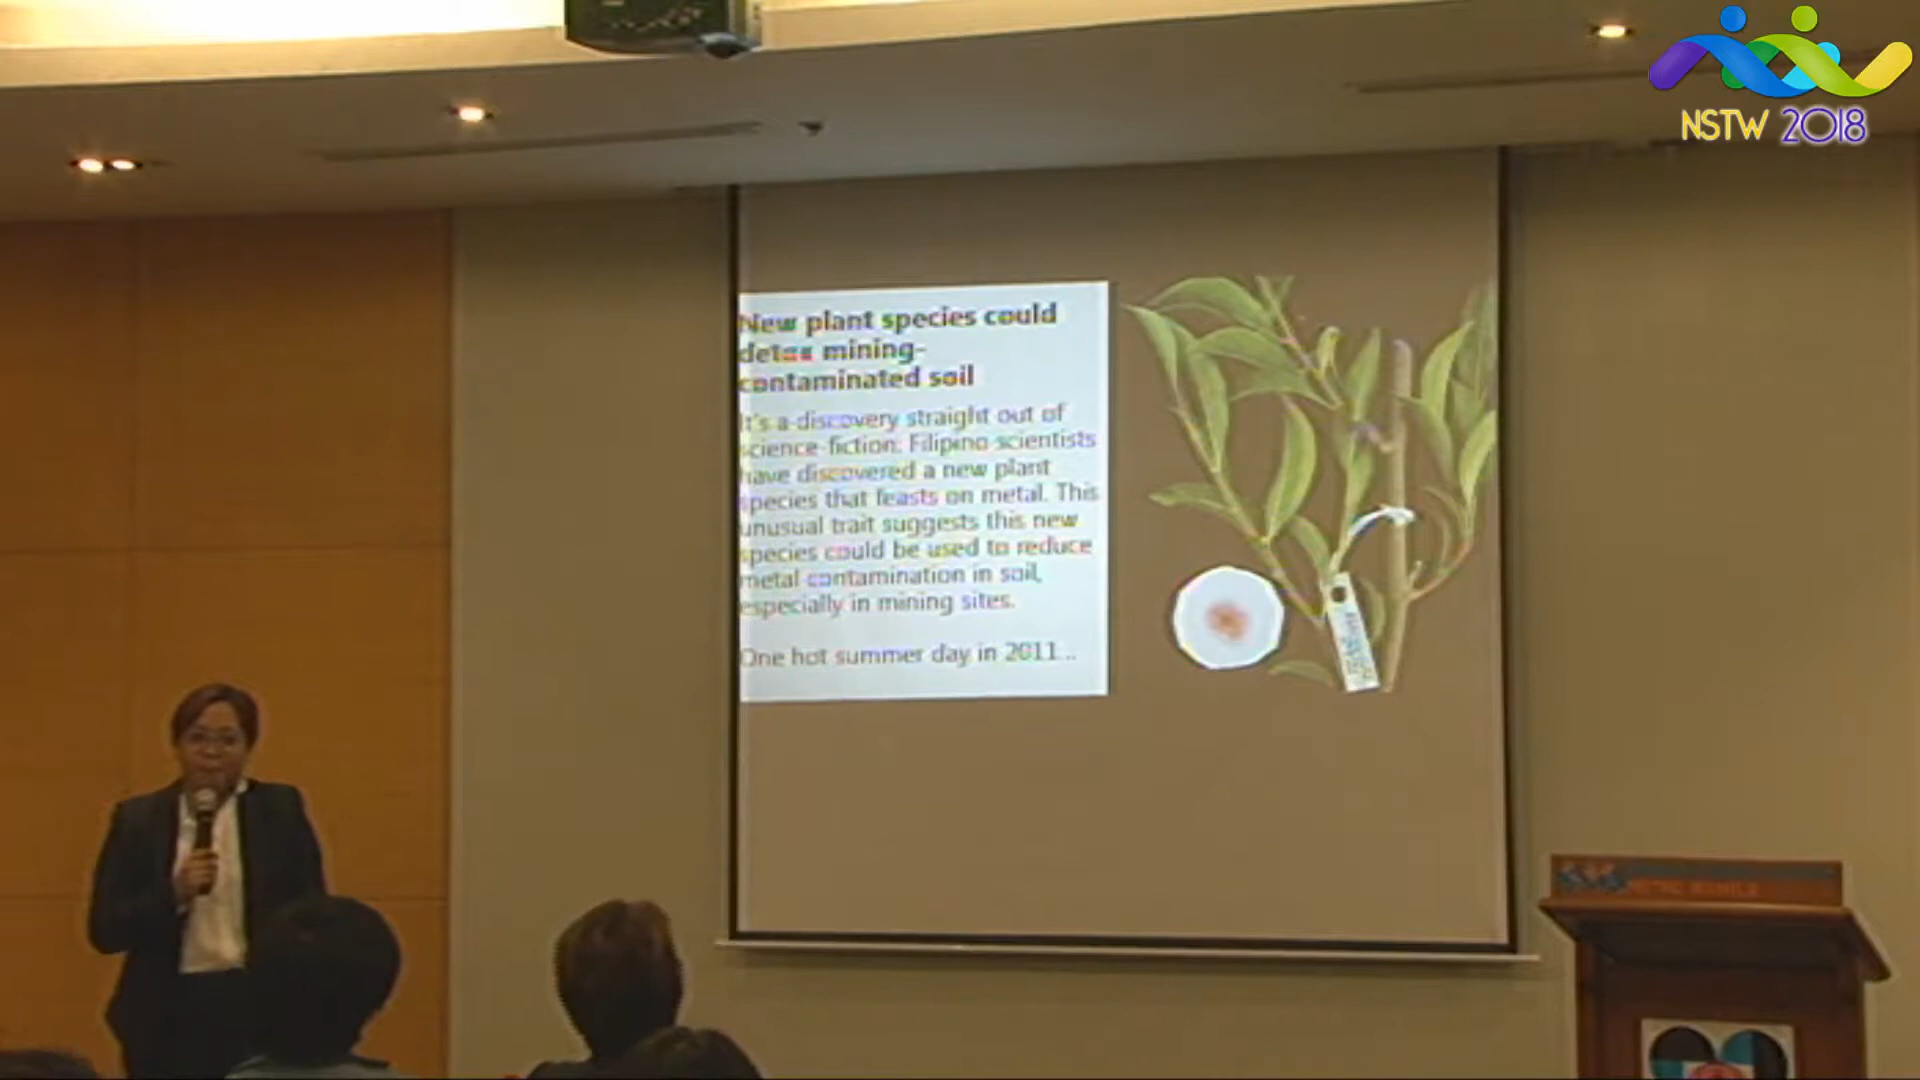 NSTW 2018
New plant species could
detox mining-
contaminated soil
It's a discovery straight out of
science fiction. Filipino scientists
have discovered a new plant
species that feasts on metal. This
unusual trait suggests this new
species could be used to reduce
metal contamination in soil,
especially in mining sites.
One hot summer day in 2011...
METRO MANILA